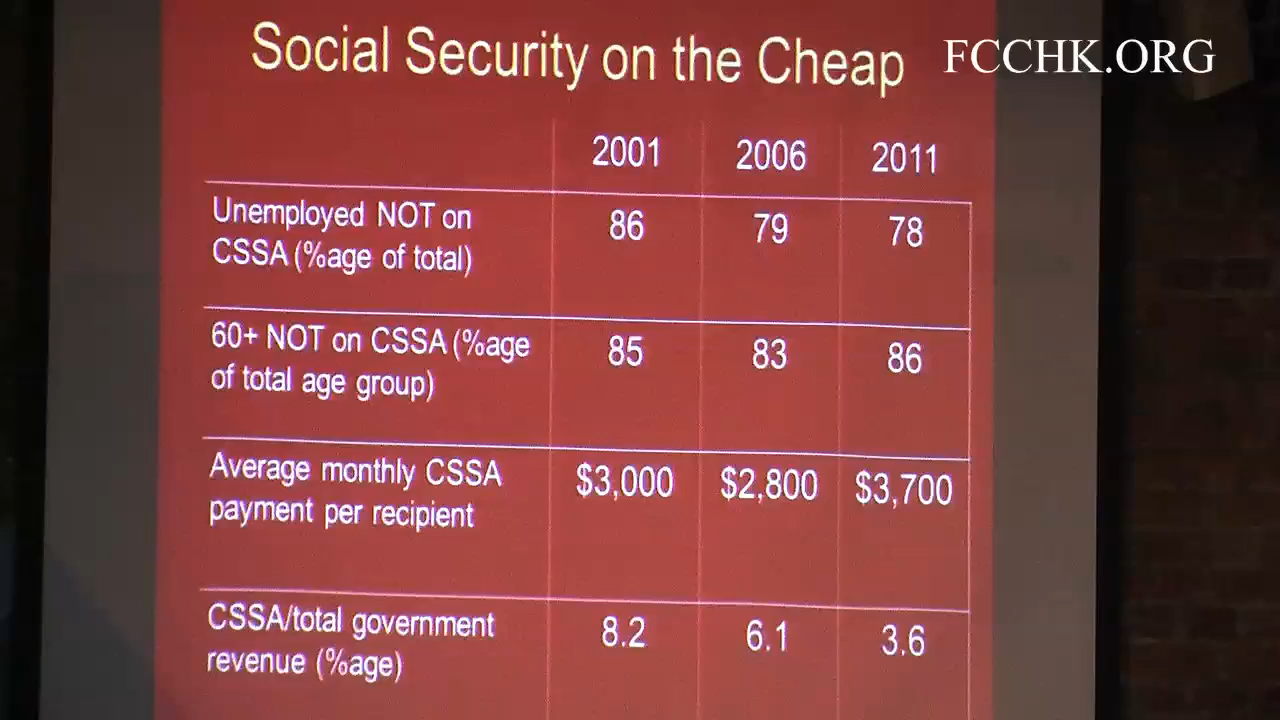 Social Security on the Cheap
FCCHK.ORG
2001 2006 2011
Unemployed NOT on
CSSA (%age of total)
86 79 78
60+ NOT on CSSA (%age
of total age group)
85 83 86
Average monthly CSSA
payment per recipient
$3,000 $2,800 $3,700
CSSA/total government
revenue (%age)
8.2 6.1 3.6